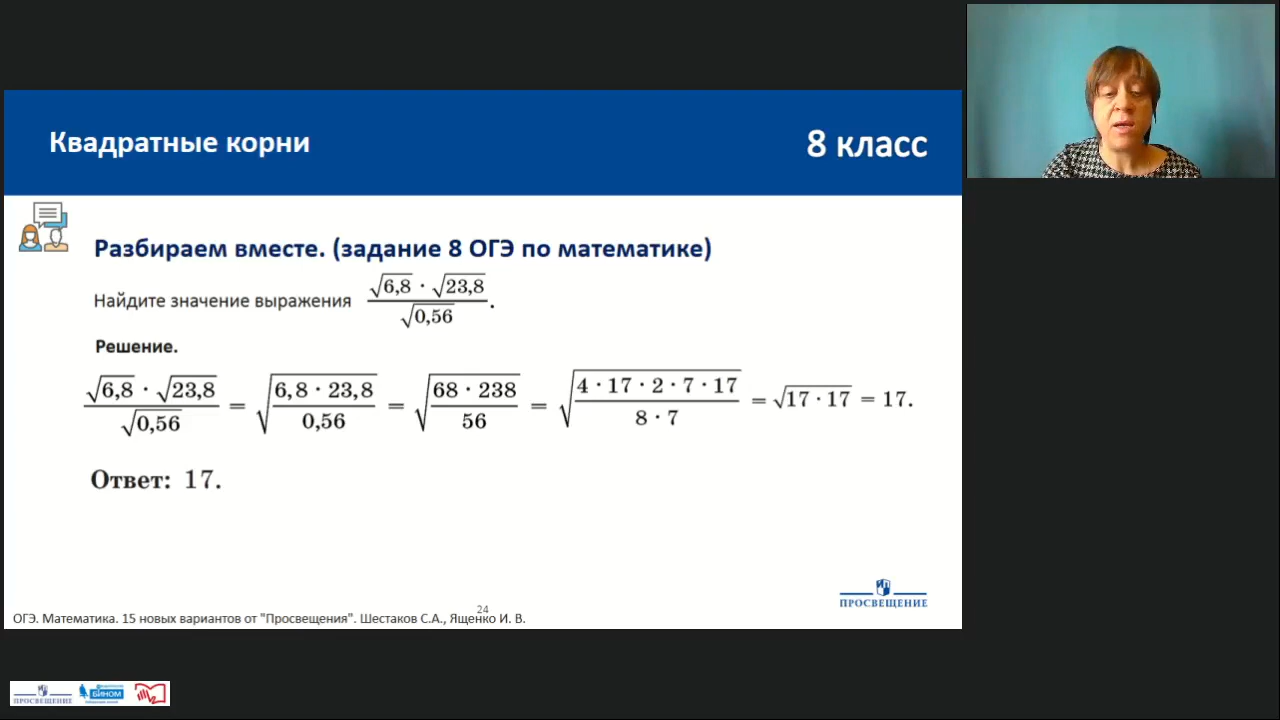 Квадратные корни
8 класс
Разбираем вместе. (задание 8 ОГЭ по математике)
Найдите значение выражения (√6,8 · √23,8)/√0,56.
Решение.
(√6,8 · √23,8)/√0,56 = √((6,8 · 23,8)/0,56) = √((68 · 238)/56) = √((4 · 17 · 2 · 7 · 17)/(8 · 7)) = √(17 · 17) = 17.
Ответ: 17.
ПРОСВЕЩЕНИЕ
24
ОГЭ. Математика. 15 новых вариантов от "Просвещения". Шестаков С.А., Ященко И. В.
ПРОСВЕЩЕНИЕ
БИНОМ